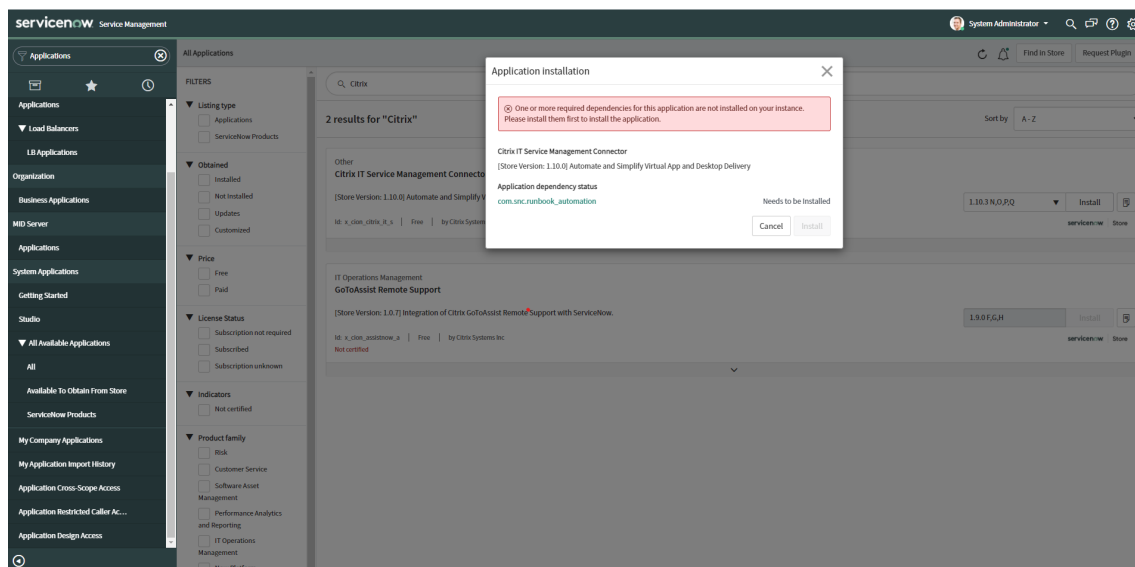 servicenow Service Management
System Administrator
Applications
All Applications
Find in Store
Request Plugin
Applications
Load Balancers
LB Applications
Organization
Business Applications
MID Server
Applications
System Applications
Getting Started
Studio
All Available Applications
All
Available To Obtain From Store
ServiceNow Products
My Company Applications
My Application Import History
Application Cross-Scope Access
Application Restricted Caller Ac...
Application Design Access
FILTERS
Listing type
Applications
ServiceNow Products
Obtained
Installed
Not Installed
Updates
Customized
Price
Free
Paid
License Status
Subscription not required
Subscribed
Subscription unknown
Indicators
Not certified
Product family
Risk
Customer Service
Software Asset
Management
Performance Analytics
and Reporting
IT Operations
Management
Citrix
2 results for "Citrix"
Sort by A - Z
Other
Citrix IT Service Management Connecto
[Store Version: 1.10.0] Automate and Simplify V
Id: x_cion_citrix_it_s | Free | by Citrix System
1.10.3 N,O,P,Q
Install
servicenow Store
IT Operations Management
GoToAssist Remote Support
[Store Version: 1.0.7] Integration of Citrix GoToAssist Remote Support with ServiceNow.
Id: x_cion_assistnow_a | Free | by Citrix Systems Inc
Not certified
1.9.0 F,G,H
Install
servicenow Store
Application installation
One or more required dependencies for this application are not installed on your instance.
Please install them first to install the application.
Citrix IT Service Management Connector
[Store Version: 1.10.0] Automate and Simplify Virtual App and Desktop Delivery
Application dependency status
com.snc.runbook_automation Needs to be Installed
Cancel Install